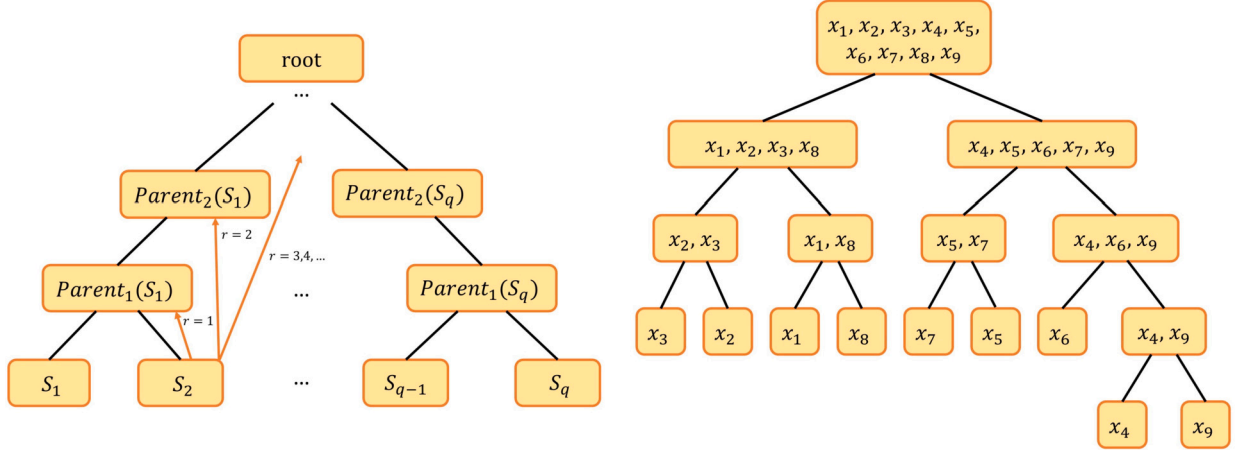 root
...
Parent₂(S₁)
Parent₂(S_q)
r = 2
r = 3,4, ...
Parent₁(S₁)
...
Parent₁(S_q)
r = 1
S₁
S₂
...
S_{q−1}
S_q
x₁, x₂, x₃, x₄, x₅,
x₆, x₇, x₈, x₉
x₁, x₂, x₃, x₈
x₄, x₅, x₆, x₇, x₉
x₂, x₃
x₁, x₈
x₅, x₇
x₄, x₆, x₉
x₃
x₂
x₁
x₈
x₇
x₅
x₆
x₄, x₉
x₄
x₉